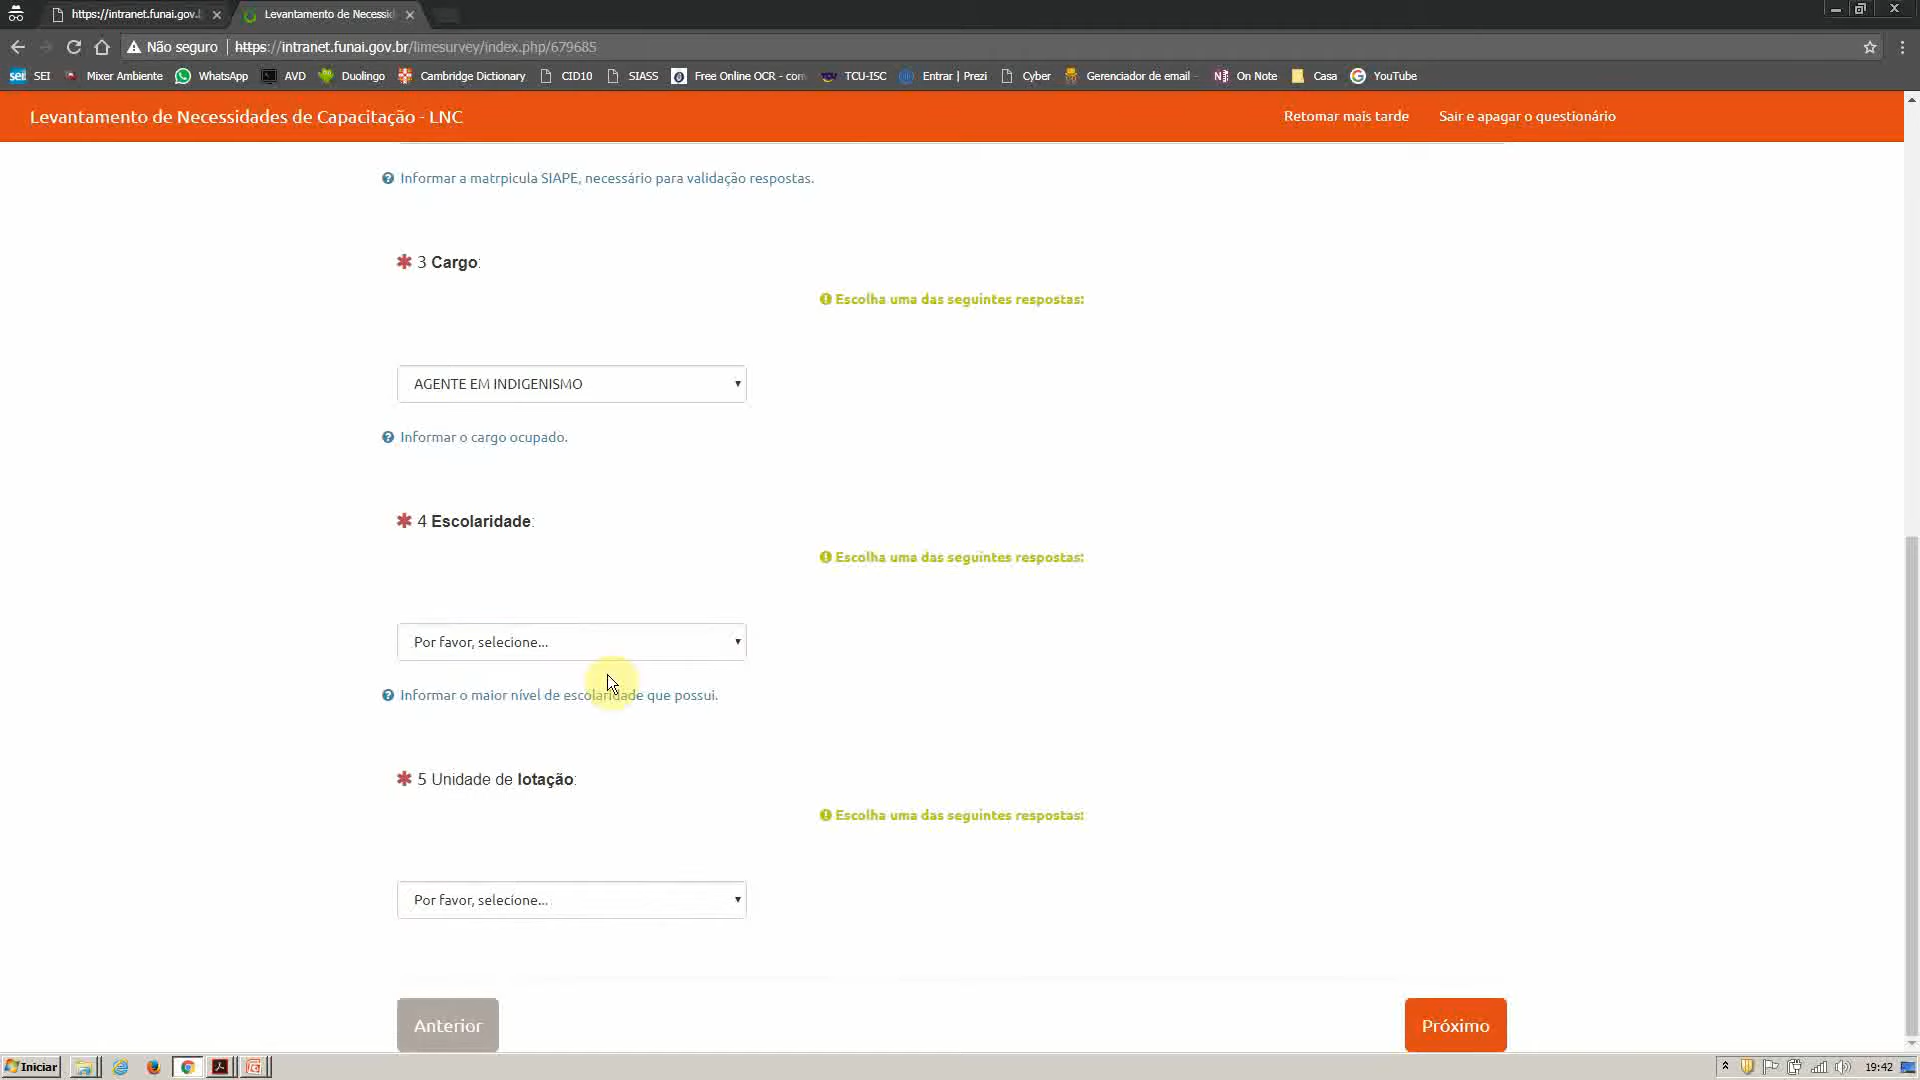 https://intranet.funai.gov.
Levantamento de Necessid
Não seguro
https://intranet.funai.gov.br/limesurvey/index.php/679685
SEI
Mixer Ambiente
WhatsApp
AVD
Duolingo
Cambridge Dictionary
CID10
SIASS
Free Online OCR - con
TCU-ISC
Entrar | Prezi
Cyber
Gerenciador de email
On Note
Casa
YouTube
Levantamento de Necessidades de Capacitação - LNC
Retomar mais tarde
Sair e apagar o questionário
Informar a matrpicula SIAPE, necessário para validação respostas.
✱ 3 Cargo:
Escolha uma das seguintes respostas:
AGENTE EM INDIGENISMO
Informar o cargo ocupado.
✱ 4 Escolaridade:
Escolha uma das seguintes respostas:
Por favor, selecione...
Informar o maior nível de escolaridade que possui.
✱ 5 Unidade de lotação:
Escolha uma das seguintes respostas:
Por favor, selecione...
Anterior
Próximo
Iniciar
19:42